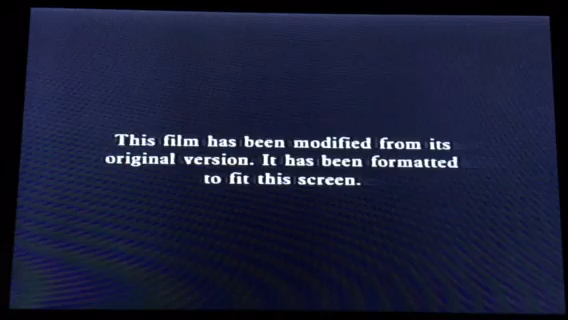 This film has been modified from its
original version. It has been formatted
to fit this screen.